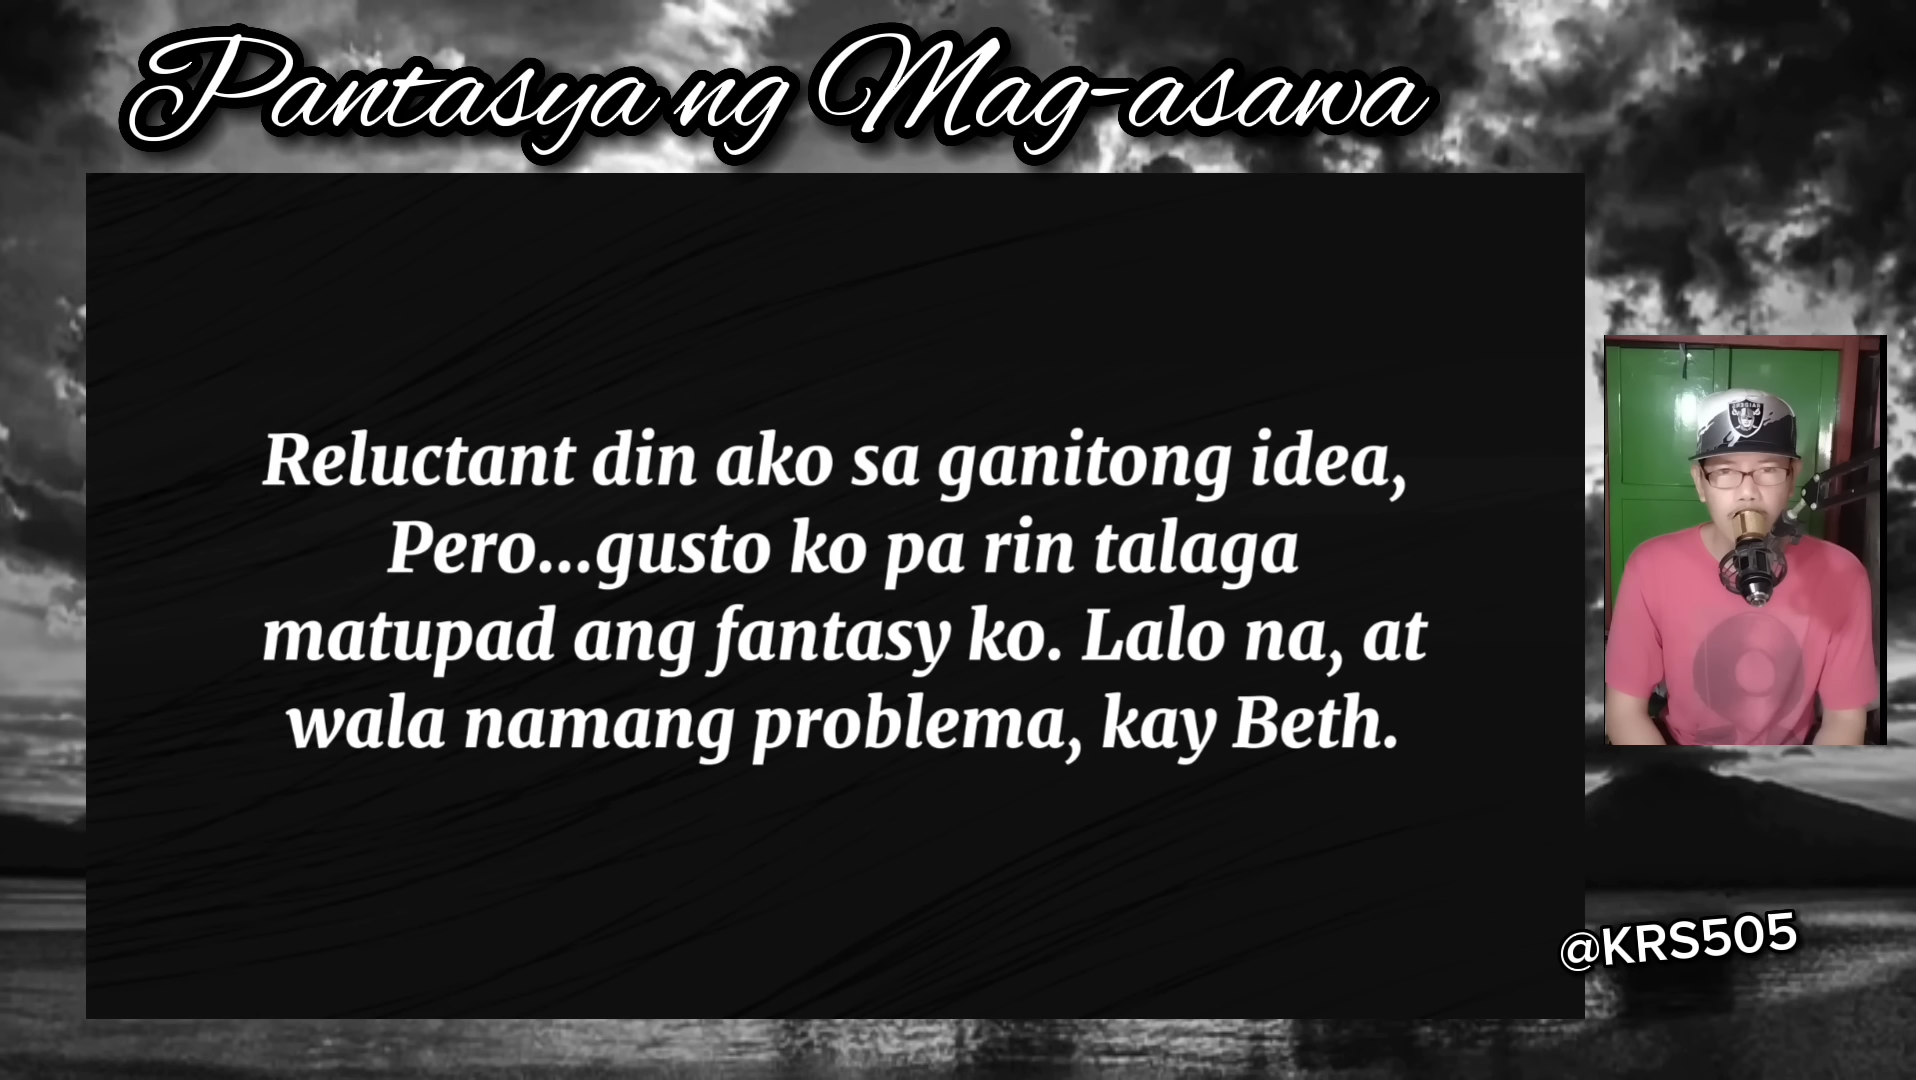 Pantasya ng Mag-asawa
Reluctant din ako sa ganitong idea,
Pero...gusto ko pa rin talaga
matupad ang fantasy ko. Lalo na, at
wala namang problema, kay Beth.
@KRS505